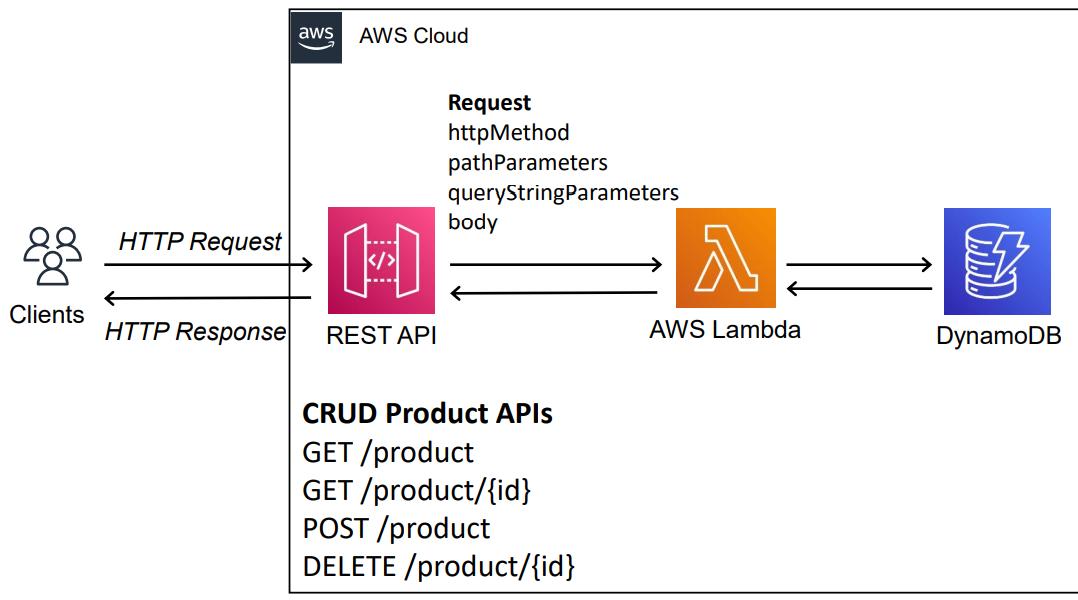 aws
AWS Cloud
Request
httpMethod
pathParameters
queryStringParameters
body
HTTP Request
</>
Clients
HTTP Response
REST API
AWS Lambda
DynamoDB
CRUD Product APIs
GET /product
GET /product/{id}
POST /product
DELETE /product/{id}